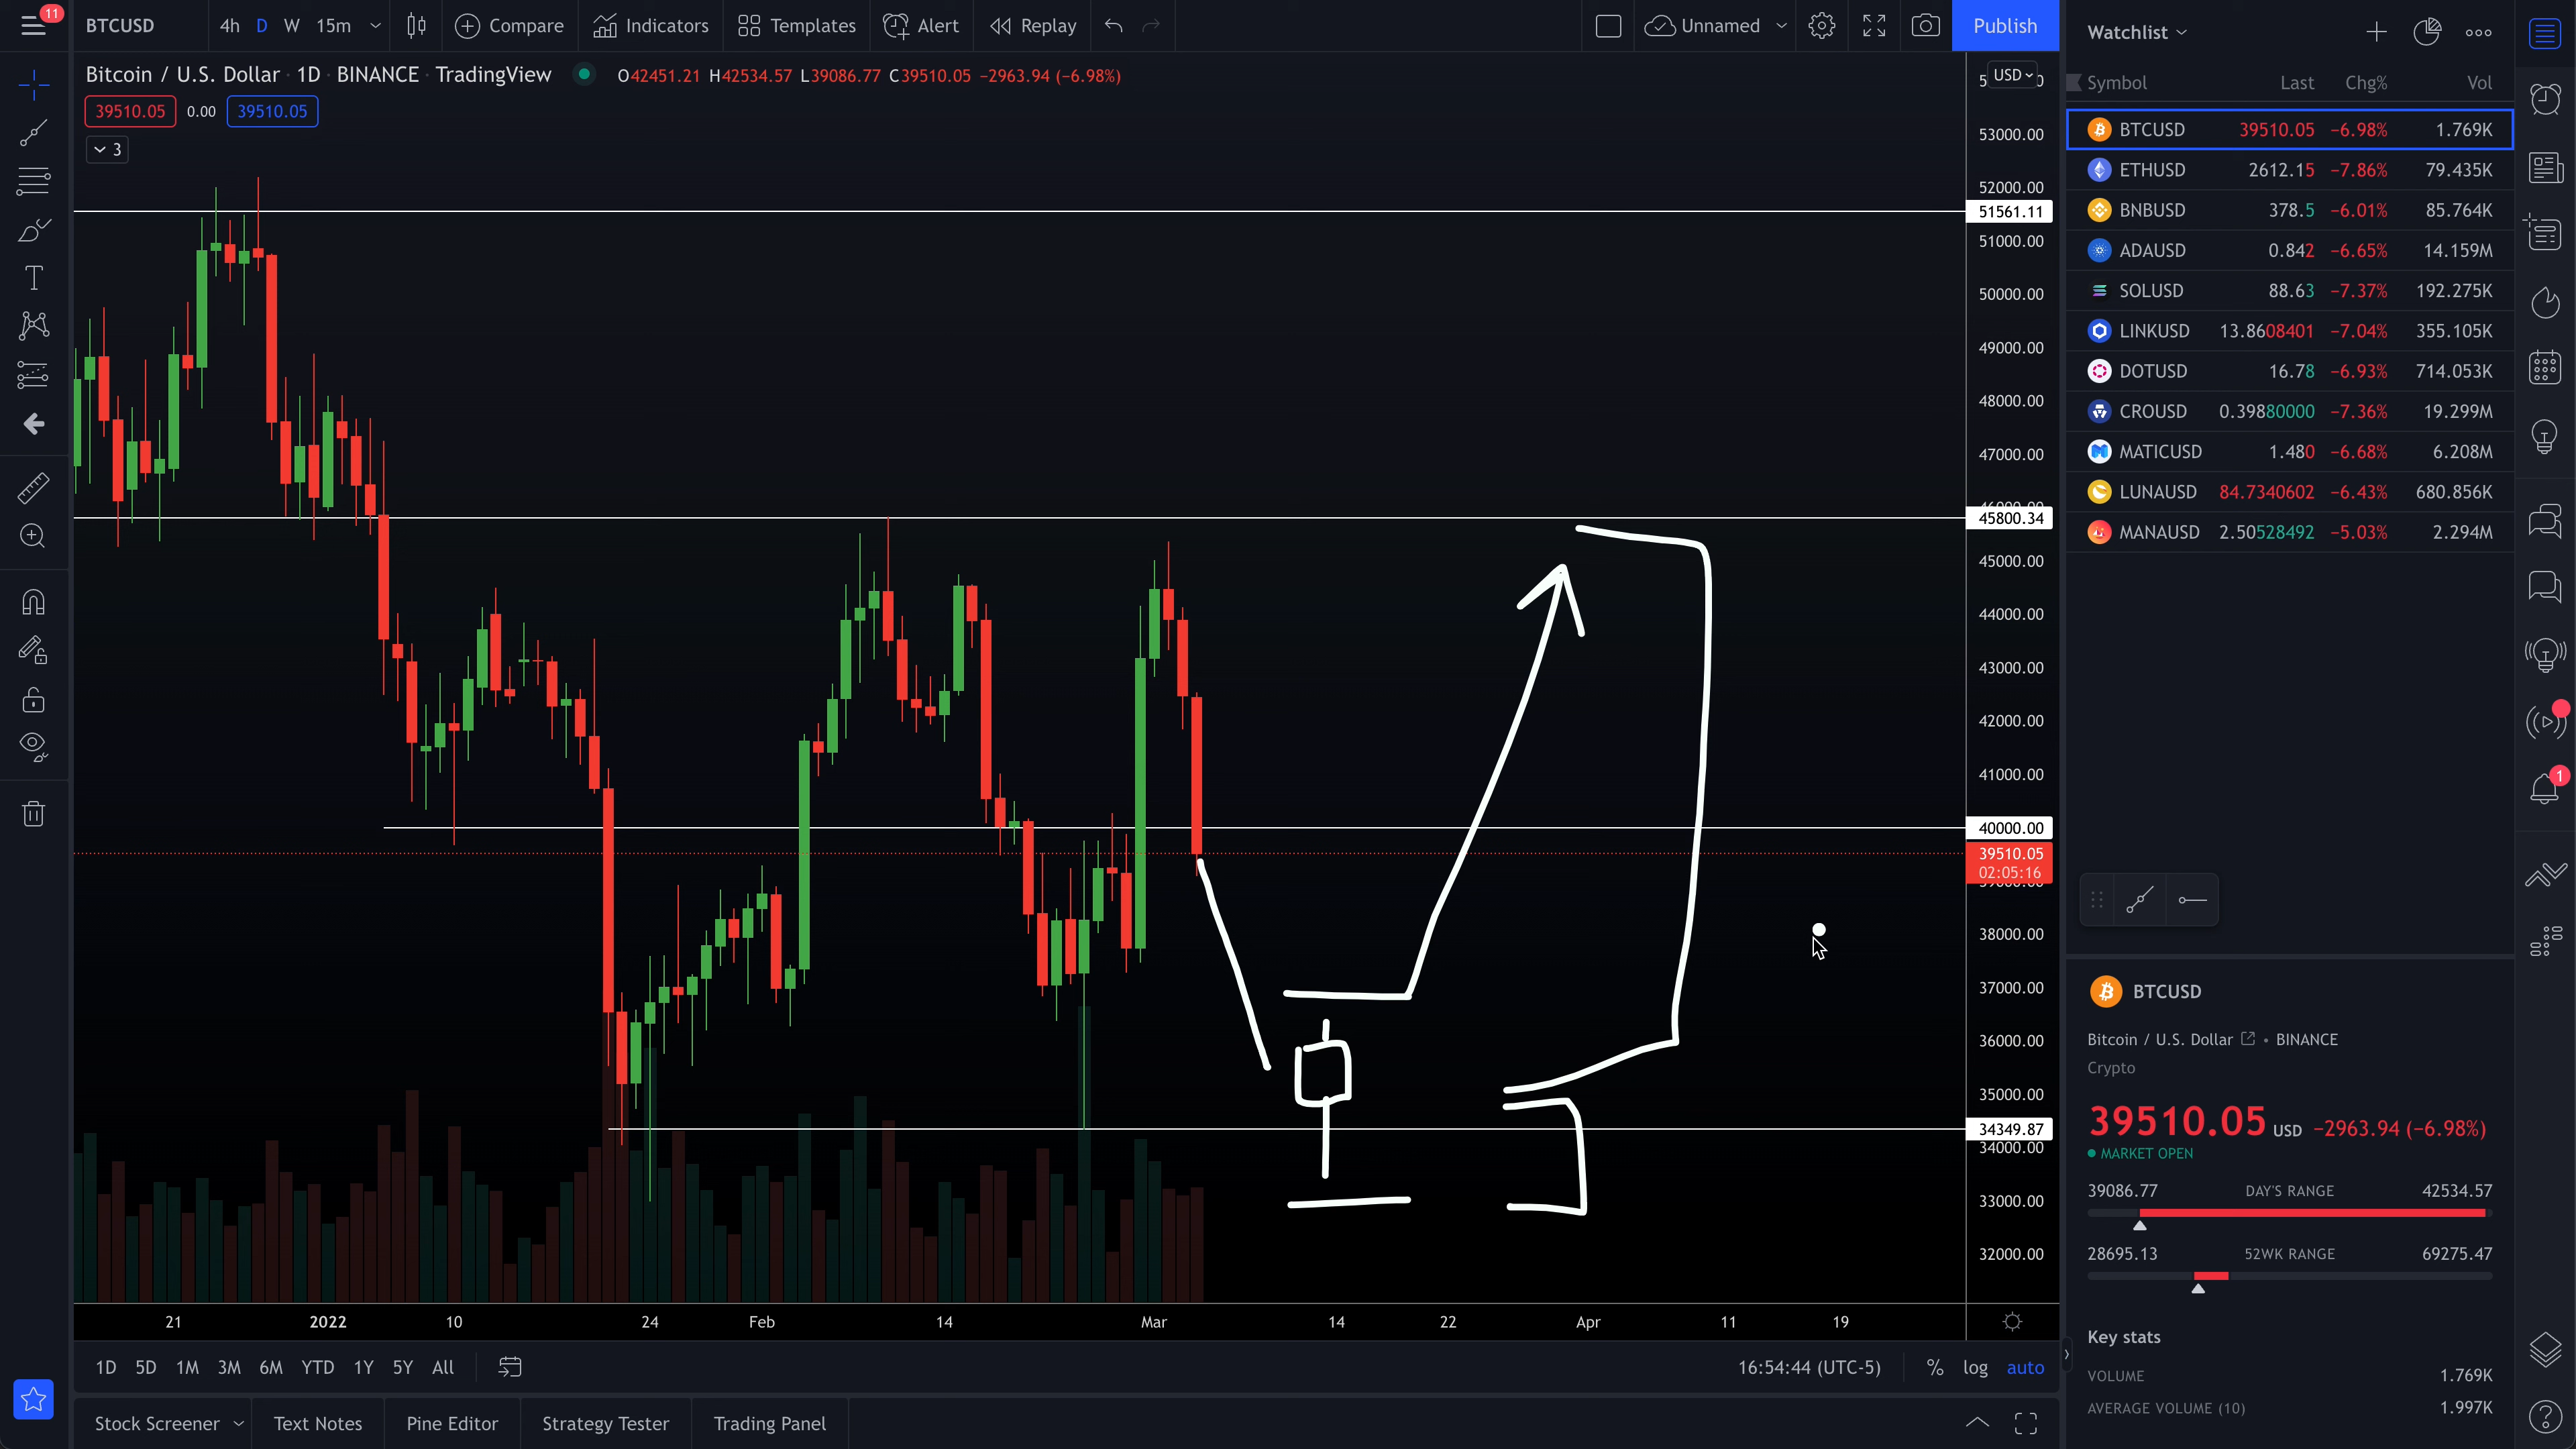 11
BTCUSD
4h D W 15m
Compare
Indicators
Templates
Alert
Replay
Unnamed
Publish
Bitcoin / U.S. Dollar · 1D · BINANCE · TradingView
O42451.21 H42534.57 L39086.77 C39510.05 −2963.94 (−6.98%)
39510.05 0.00 39510.05
3
USD
53000.00
52000.00
51561.11
51000.00
50000.00
49000.00
48000.00
47000.00
45800.34
45000.00
44000.00
43000.00
42000.00
41000.00
40000.00
39510.05
02:05:16
38000.00
37000.00
36000.00
35000.00
34349.87
34000.00
33000.00
32000.00
21 2022 10 24 Feb 14 Mar 14 22 Apr 11 19
1D 5D 1M 3M 6M YTD 1Y 5Y All
16:54:44 (UTC-5) % log auto
Stock Screener Text Notes Pine Editor Strategy Tester Trading Panel
Watchlist
Symbol Last Chg% Vol
BTCUSD 39510.05 −6.98% 1.769K
ETHUSD 2612.15 −7.86% 79.435K
BNBUSD 378.5 −6.01% 85.764K
ADAUSD 0.842 −6.65% 14.159M
SOLUSD 88.63 −7.37% 192.275K
LINKUSD 13.8608401 −7.04% 355.105K
DOTUSD 16.78 −6.93% 714.053K
CROUSD 0.39880000 −7.36% 19.299M
MATICUSD 1.480 −6.68% 6.208M
LUNAUSD 84.7340602 −6.43% 680.856K
MANAUSD 2.50528492 −5.03% 2.294M
BTCUSD
Bitcoin / U.S. Dollar • BINANCE
Crypto
39510.05 USD −2963.94 (−6.98%)
MARKET OPEN
39086.77 DAY'S RANGE 42534.57
28695.13 52WK RANGE 69275.47
Key stats
VOLUME 1.769K
AVERAGE VOLUME (10) 1.997K
1